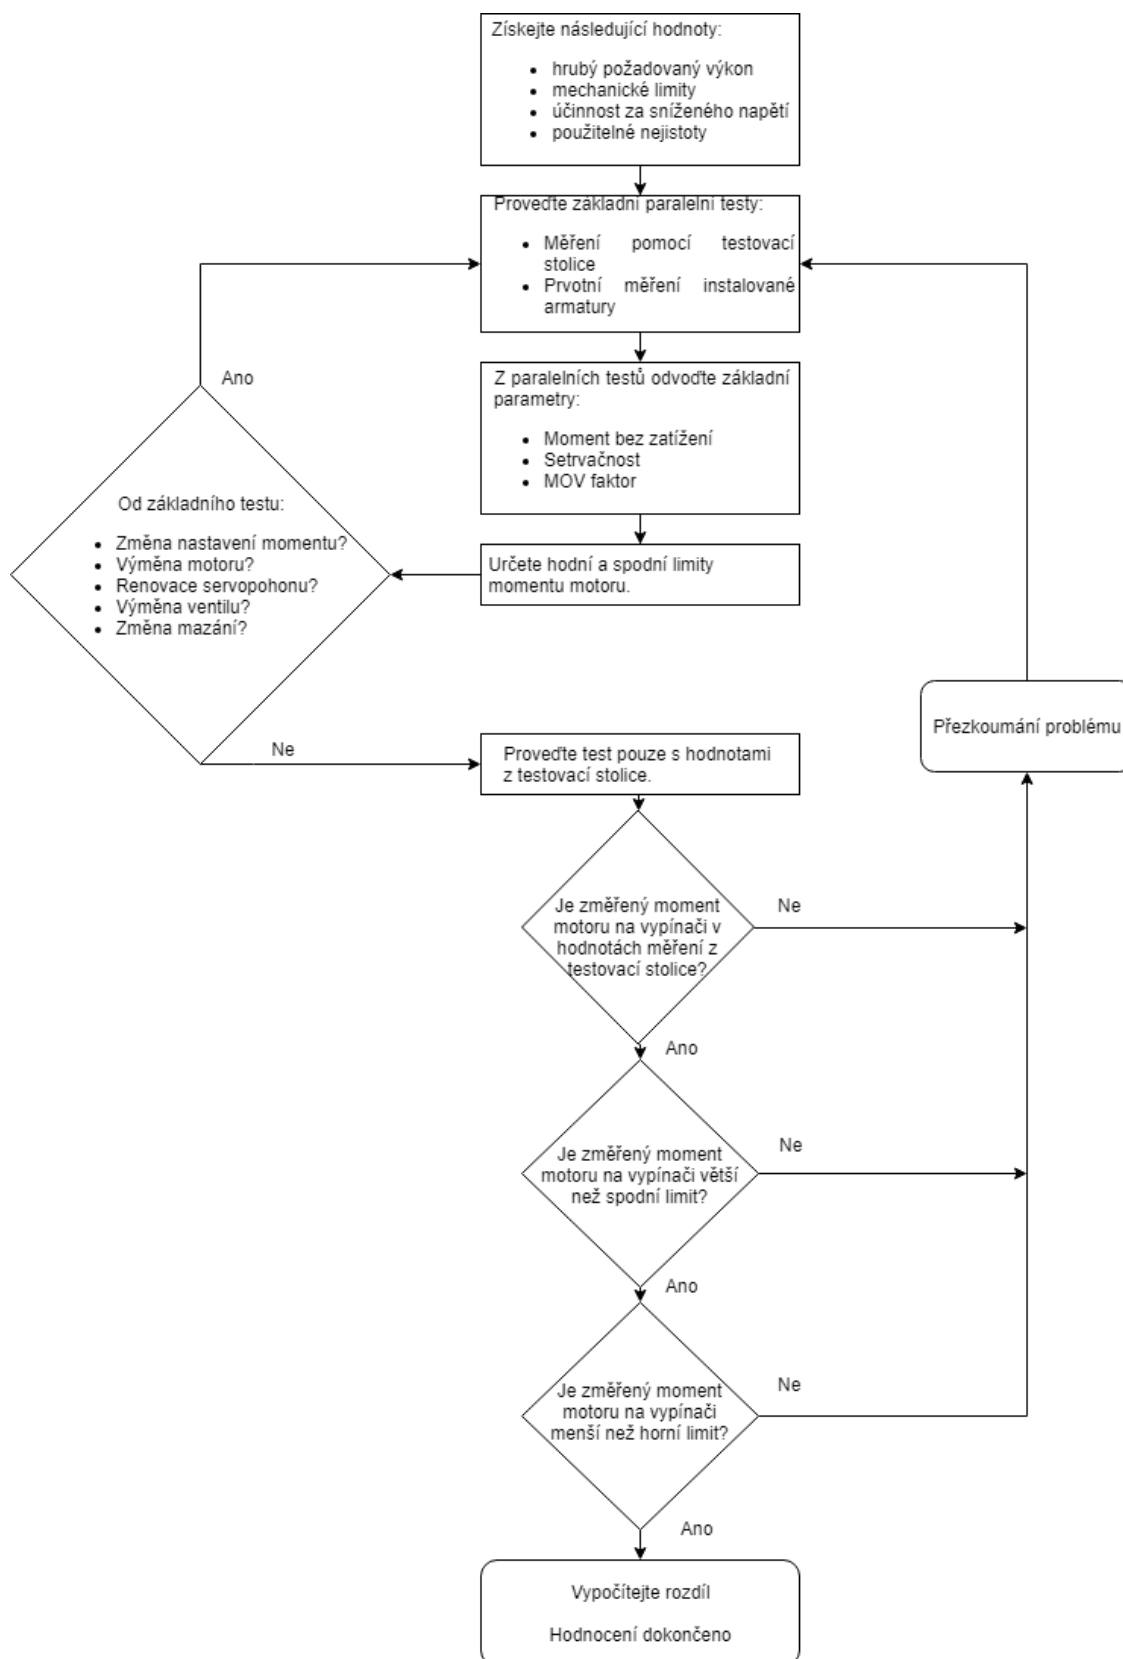 Získejte následující hodnoty:
• hrubý požadovaný výkon
• mechanické limity
• účinnost za sníženého napětí
• použitelné nejistoty
Proveďte základní paralelní testy:
• Měření pomocí testovací
stolice
• Prvotní měření instalované
armatury
Ano
Z paralelních testů odvoďte základní
parametry:
• Moment bez zatížení
• Setrvačnost
• MOV faktor
Od základního testu:
• Změna nastavení momentu?
• Výměna motoru?
• Renovace servopohonu?
• Výměna ventilu?
• Změna mazání?
Určete hodní a spodní limity
momentu motoru.
Přezkoumání problému
Ne
Proveďte test pouze s hodnotami
z testovací stolice.
Je změřený moment
motoru na vypínači v
hodnotách měření z
testovací stolice?
Ne
Ano
Je změřený moment
motoru na vypínači větší
než spodní limit?
Ne
Ano
Je změřený moment
motoru na vypínači
menší než horní limit?
Ne
Ano
Vypočítejte rozdíl
Hodnocení dokončeno